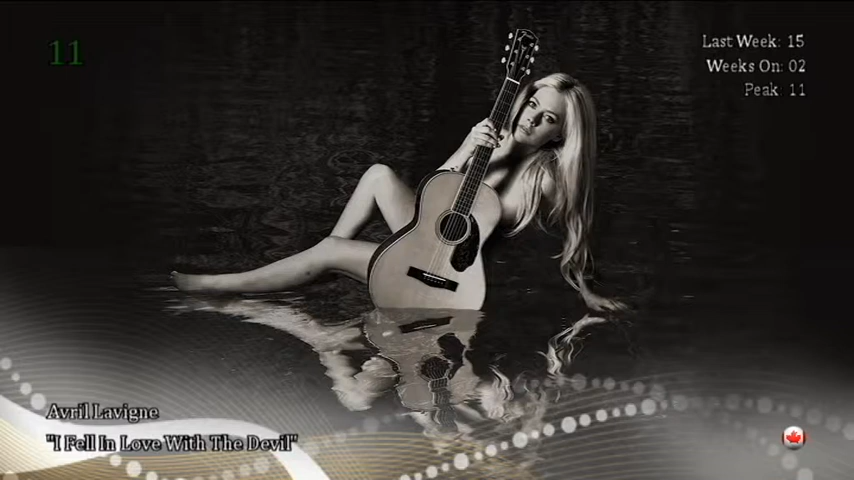 11
Last Week: 15
Weeks On: 02
Peak: 11
Avril Lavigne
"I Fell In Love With The Devil"